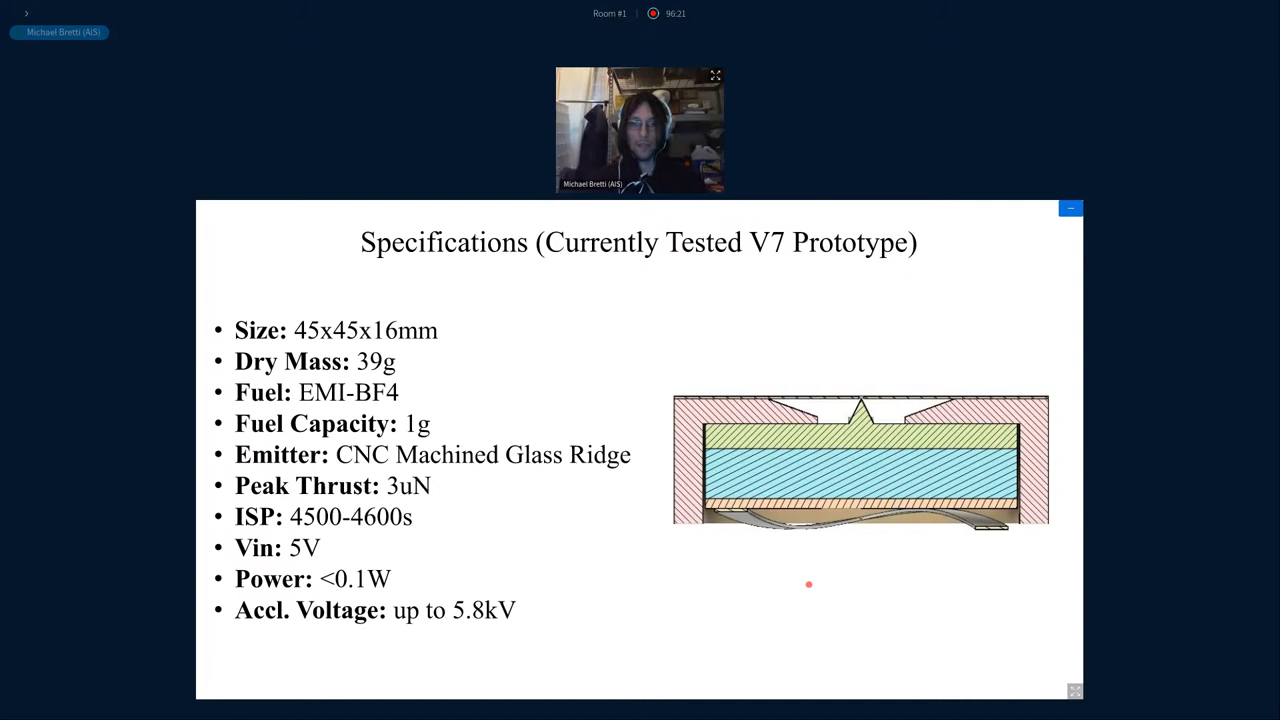 Room #1
96:21
Michael Bretti (AIS)
Michael Bretti (AIS)
Specifications (Currently Tested V7 Prototype)
• Size: 45x45x16mm
• Dry Mass: 39g
• Fuel: EMI-BF4
• Fuel Capacity: 1g
• Emitter: CNC Machined Glass Ridge
• Peak Thrust: 3uN
• ISP: 4500-4600s
• Vin: 5V
• Power: <0.1W
• Accl. Voltage: up to 5.8kV